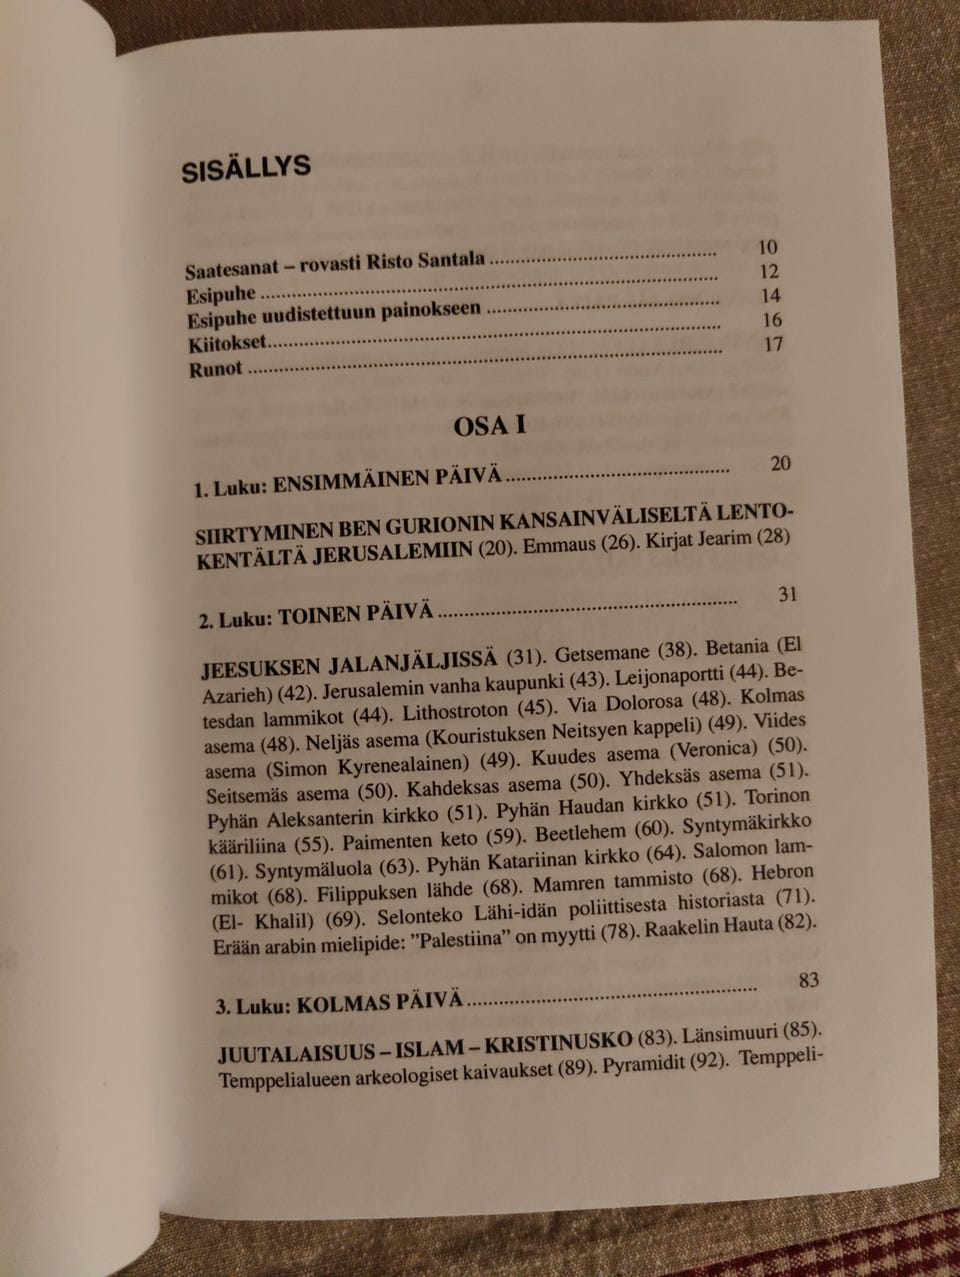 SISÄLLYS
Saatesanat – rovasti Risto Santala ............................................ 10
Esipuhe ............................................................................................ 12
Esipuhe uudistettuun painokseen ............................................. 14
Kiitokset............................................................................................ 16
Runot ................................................................................................ 17
OSA I
1. Luku: ENSIMMÄINEN PÄIVÄ............................................. 20
SIIRTYMINEN BEN GURIONIN KANSAINVÄLISELTÄ LENTO-
KENTÄLTÄ JERUSALEMIIN (20). Emmaus (26). Kirjat Jearim (28)
2. Luku: TOINEN PÄIVÄ............................................................ 31
JEESUKSEN JALANJÄLJISSÄ (31). Getsemane (38). Betania (El
Azarieh) (42). Jerusalemin vanha kaupunki (43). Leijonaportti (44). Be-
tesdan lammikot (44). Lithostroton (45). Via Dolorosa (48). Kolmas
asema (48). Neljäs asema (Kouristuksen Neitsyen kappeli) (49). Viides
asema (Simon Kyrenealainen) (49). Kuudes asema (Veronica) (50).
Seitsemäs asema (50). Kahdeksas asema (50). Yhdeksäs asema (51).
Pyhän Aleksanterin kirkko (51). Pyhän Haudan kirkko (51). Torinon
kääriliina (55). Paimenten keto (59). Beetlehem (60). Syntymäkirkko
(61). Syntymäluola (63). Pyhän Katariinan kirkko (64). Salomon lam-
mikot (68). Filippuksen lähde (68). Mamren tammisto (68). Hebron
(El- Khalil) (69). Selonteko Lähi-idän poliittisesta historiasta (71).
Erään arabin mielipide: ”Palestiina” on myytti (78). Raakelin Hauta (82).
3. Luku: KOLMAS PÄIVÄ.......................................................... 83
JUUTALAISUUS – ISLAM – KRISTINUSKO (83). Länsimuuri (85).
Temppelialueen arkeologiset kaivaukset (89). Pyramidit (92). Temppeli-